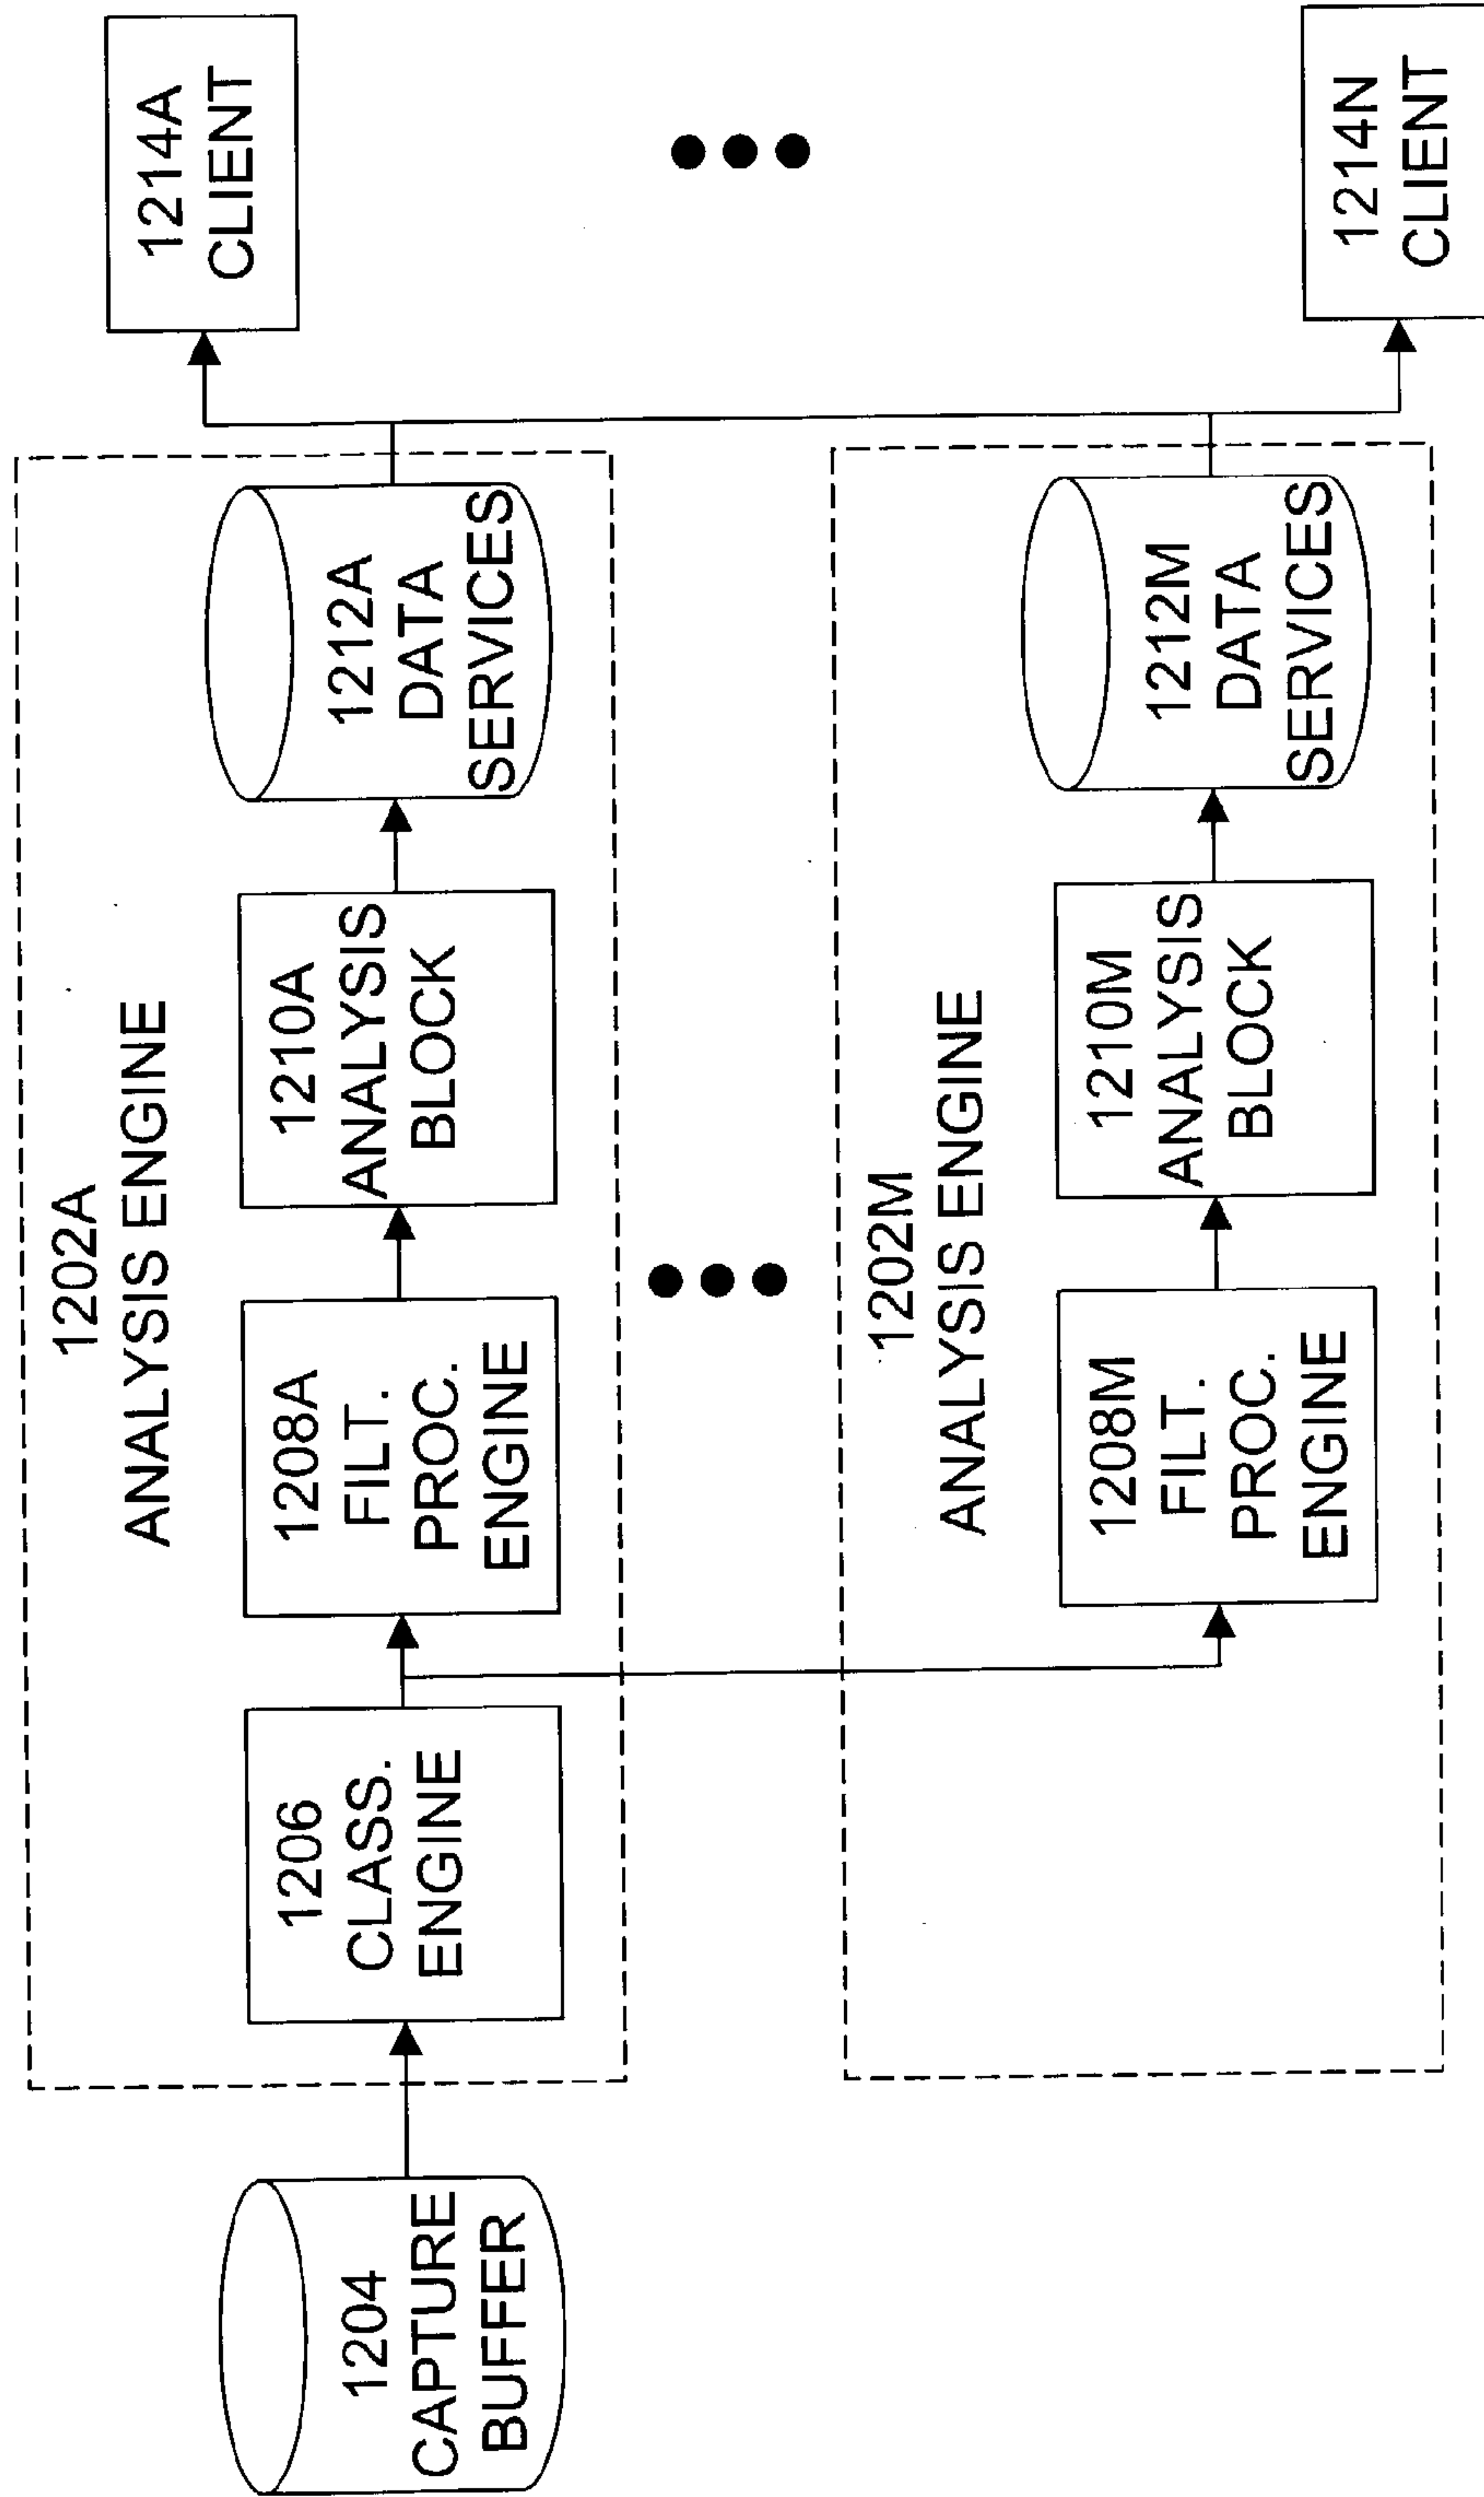 1202A
ANALYSIS ENGINE
1204
CAPTURE
BUFFER
1206
CLASS.
ENGINE
1208A
FILT.
PROC.
ENGINE
1210A
ANALYSIS
BLOCK
1212A
DATA
SERVICES
1214A
CLIENT
1202M
ANALYSIS ENGINE
1208M
FILT.
PROC.
ENGINE
1210M
ANALYSIS
BLOCK
1212M
DATA
SERVICES
1214N
CLIENT